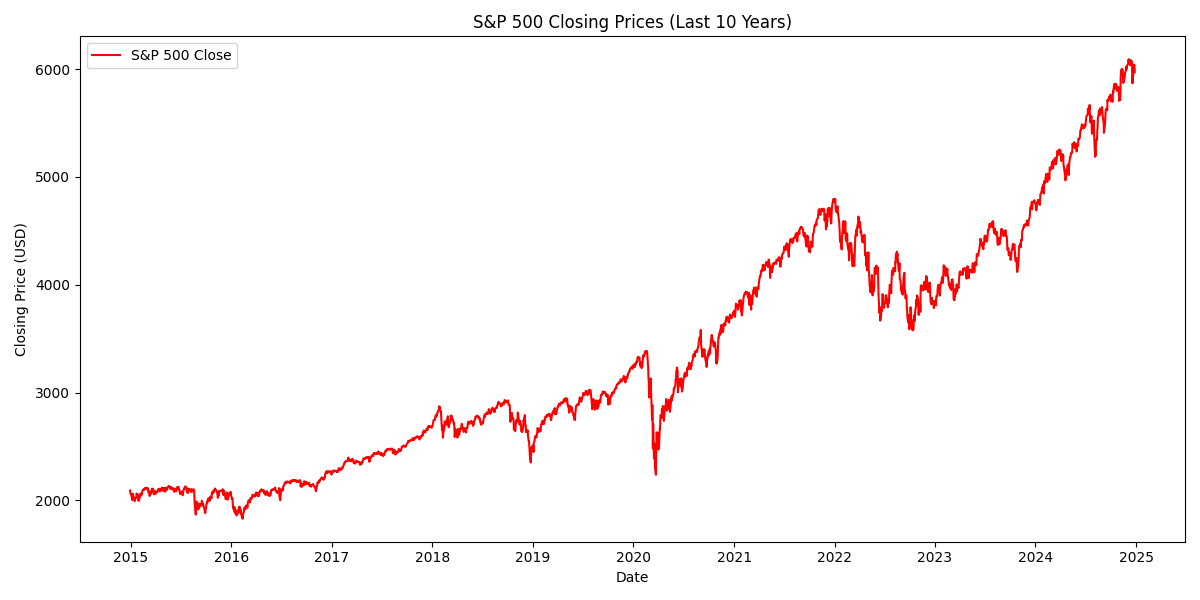 S&P 500 Closing Prices (Last 10 Years)
S&P 500 Close
6000
5000
4000
3000
2000
Closing Price (USD)
2015 2016 2017 2018 2019 2020 2021 2022 2023 2024 2025
Date